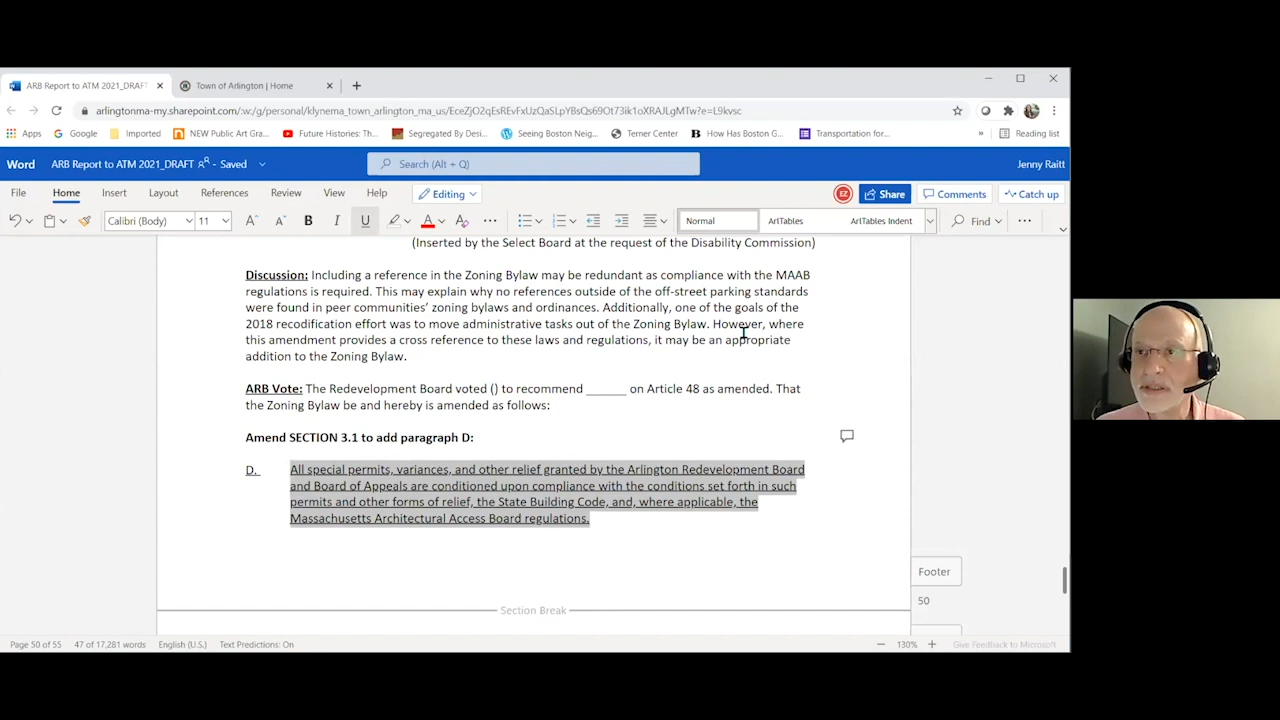 ARB Report to ATM 2021_DRAFT
Town of Arlington | Home
arlingtonma-my.sharepoint.com/:w:/g/personal/klynema_town_arlington_ma_us/
Apps Google Imported NEW Public Art Gra... Future Histories: Th... Segregated By Desi... Seeing Boston Neig... Terner Center How Has Boston G... Transportation for... » Reading list
Word ARB Report to ATM 2021_DRAFT - Saved Search (Alt + Q) Jenny Raitt
File Home Insert Layout References Review View Help Editing EZ Share Comments Catch up
Calibri (Body) 11 B I U A Normal ArlTables ArlTables Indent Find
(Inserted by the Select Board at the request of the Disability Commission)
Discussion: Including a reference in the Zoning Bylaw may be redundant as compliance with the MAAB
regulations is required. This may explain why no references outside of the off-street parking standards
were found in peer communities’ zoning bylaws and ordinances. Additionally, one of the goals of the
2018 recodification effort was to move administrative tasks out of the Zoning Bylaw. However, where
this amendment provides a cross reference to these laws and regulations, it may be an appropriate
addition to the Zoning Bylaw.
ARB Vote: The Redevelopment Board voted () to recommend ______ on Article 48 as amended. That
the Zoning Bylaw be and hereby is amended as follows:
Amend SECTION 3.1 to add paragraph D:
D. All special permits, variances, and other relief granted by the Arlington Redevelopment Board
and Board of Appeals are conditioned upon compliance with the conditions set forth in such
permits and other forms of relief, the State Building Code, and, where applicable, the
Massachusetts Architectural Access Board regulations.
Footer
50
Section Break
Page 50 of 55 47 of 17,281 words English (U.S.) Text Predictions: On 130% Give Feedback to Microsoft